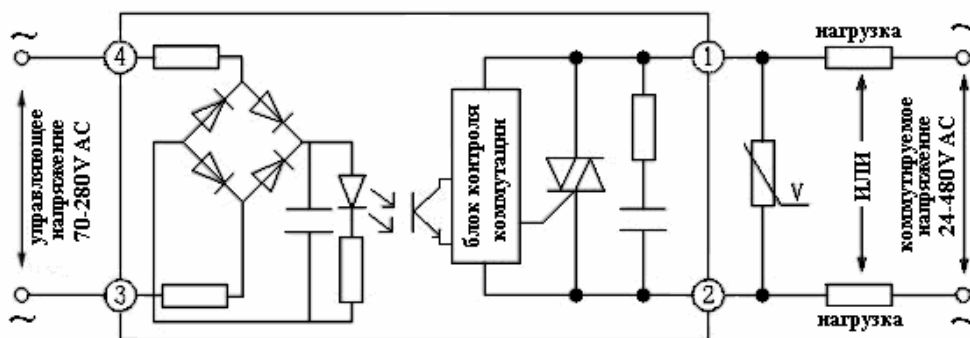 ~
управляющее
напряжение
70-280V AC
~
4
3
блок контроля
коммутации
1
2
V
нагрузка
ИЛИ
нагрузка
~
коммутируемое
напряжение
24-480V AC
~